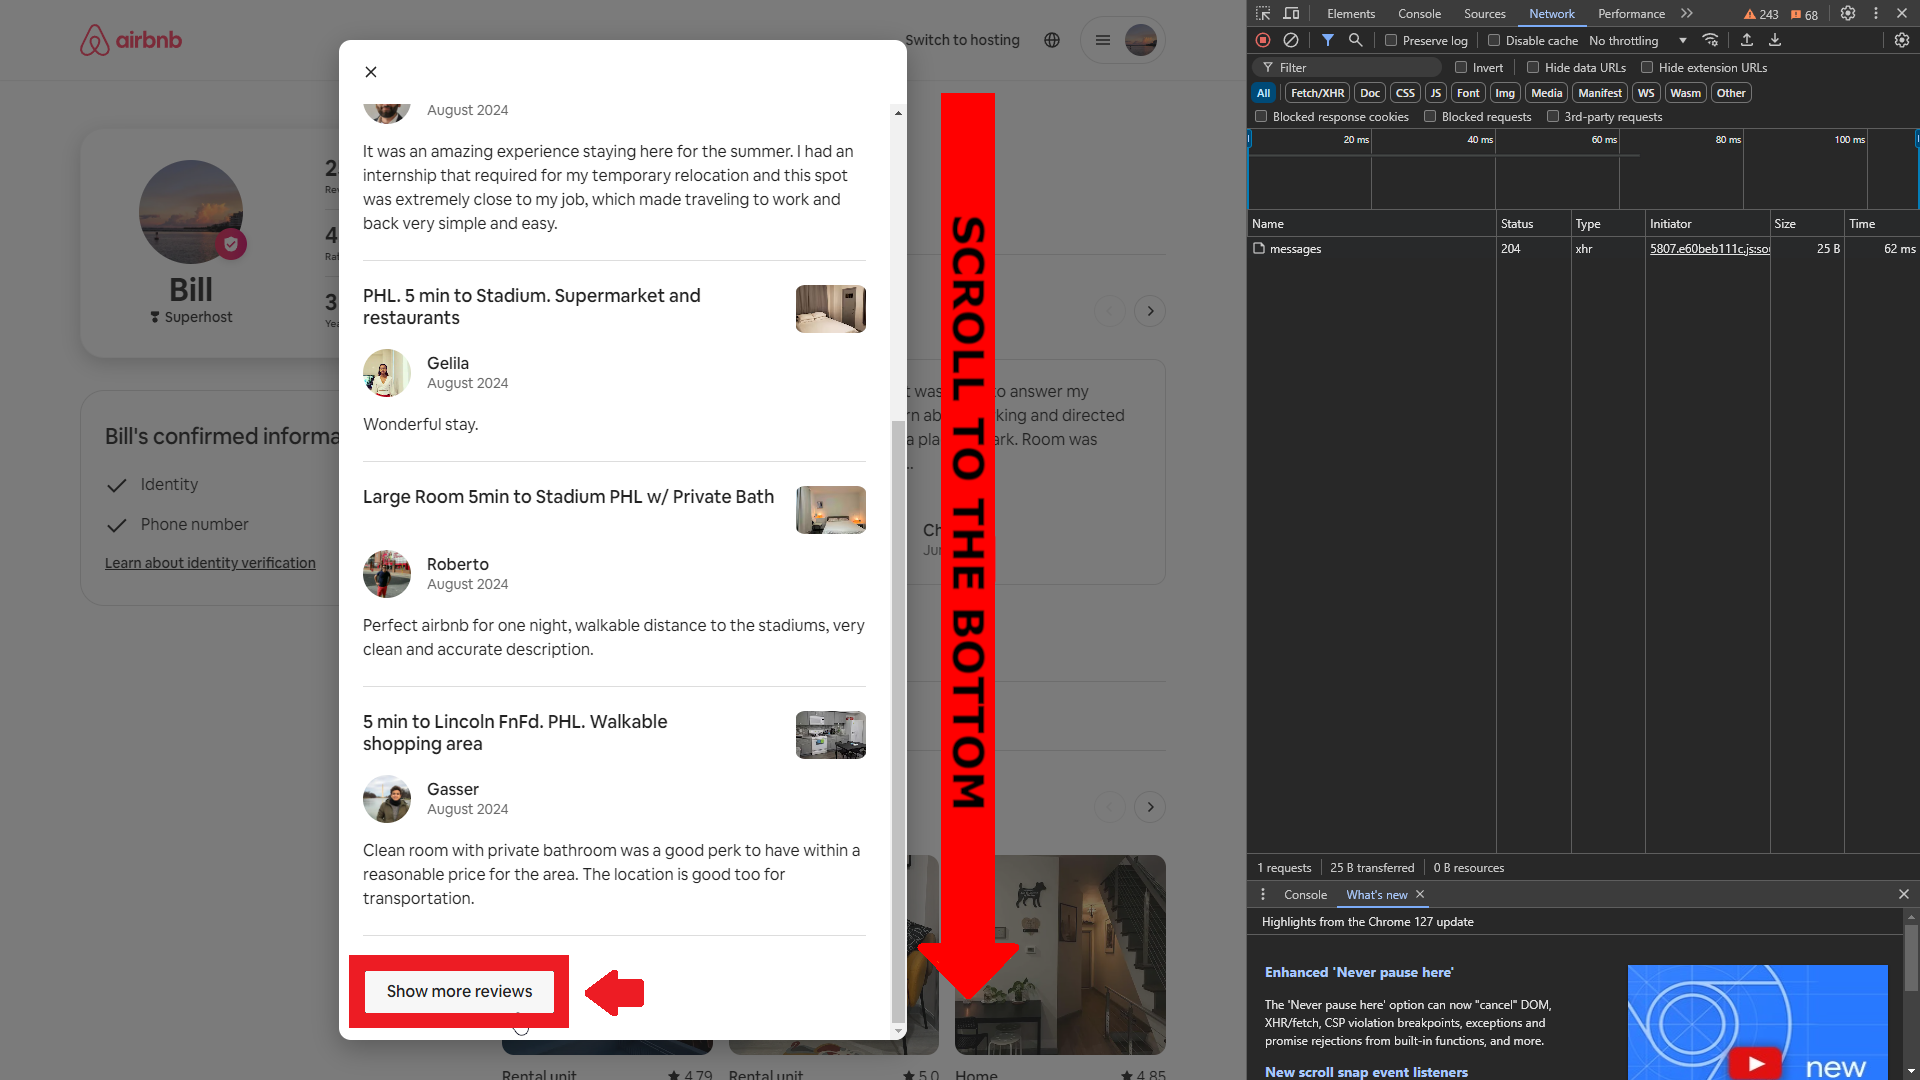 airbnb
Switch to hosting
August 2024
It was an amazing experience staying here for the summer. I had an
internship that required for my temporary relocation and this spot
was extremely close to my job, which made traveling to work and
back very simple and easy.
PHL. 5 min to Stadium. Supermarket and
restaurants
Gelila
August 2024
Wonderful stay.
Large Room 5min to Stadium PHL w/ Private Bath
Roberto
August 2024
Perfect airbnb for one night, walkable distance to the stadiums, very
clean and accurate description.
5 min to Lincoln FnFd. PHL. Walkable
shopping area
Gasser
August 2024
Clean room with private bathroom was a good perk to have within a
reasonable price for the area. The location is good too for
transportation.
Show more reviews
SCROLL TO THE BOTTOM
Bill
Superhost
Bill's confirmed informa
Identity
Phone number
Learn about identity verification
t was
o answer my
king and directed
a pla
ark. Room was
Rental unit
4.79
Rental unit
5.0
Home
4.85
Elements
Console
Sources
Network
Performance
243
68
Preserve log
Disable cache
No throttling
Filter
Invert
Hide data URLs
Hide extension URLs
All
Fetch/XHR
Doc
CSS
JS
Font
Img
Media
Manifest
WS
Wasm
Other
Blocked response cookies
Blocked requests
3rd-party requests
20 ms
40 ms
60 ms
80 ms
100 ms
Name
Status
Type
Initiator
Size
Time
messages
204
xhr
5807.e60beb111c.js:so
25 B
62 ms
1 requests
25 B transferred
0 B resources
Console
What's new
Highlights from the Chrome 127 update
Enhanced 'Never pause here'
The 'Never pause here' option can now "cancel" DOM,
XHR/fetch, CSP violation breakpoints, exceptions and
promise rejections from built-in functions, and more.
New scroll snap event listeners
new